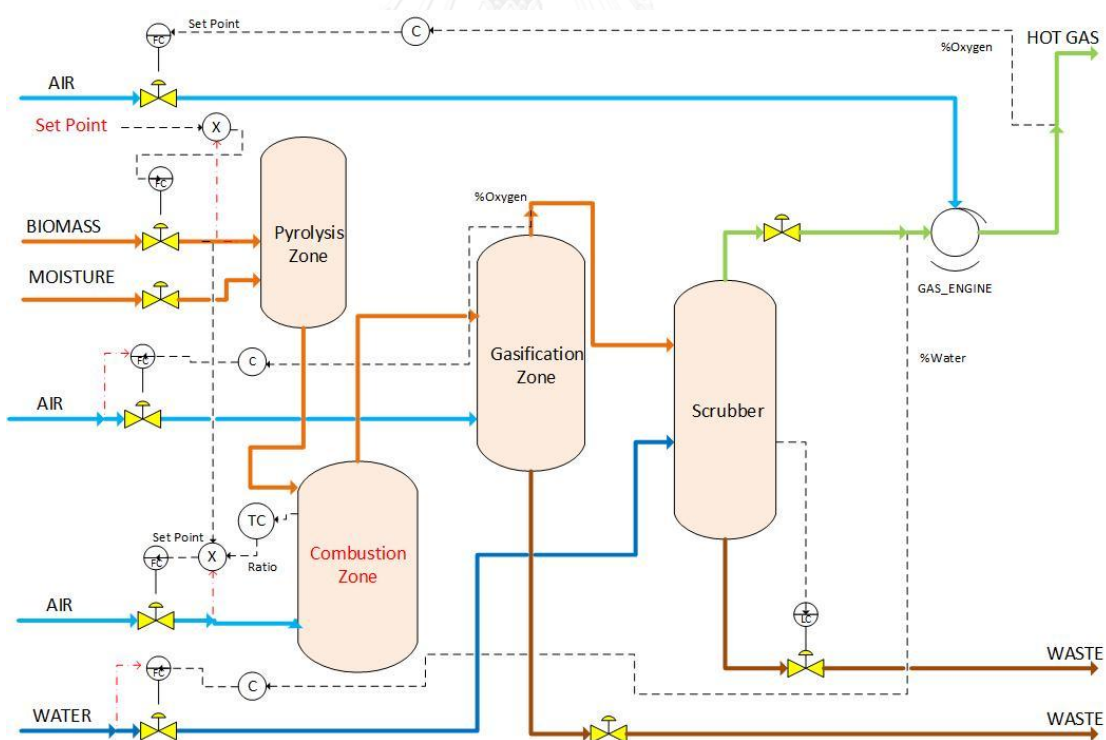 Set Point
FC
C
%Oxygen
HOT GAS
AIR
Set Point
X
FC
%Oxygen
Pyrolysis
Zone
BIOMASS
MOISTURE
GAS_ENGINE
FC
C
Gasification
Zone
%Water
AIR
Scrubber
TC
Set Point
FC
X
Ratio
Combustion
Zone
AIR
LC
FC
C
WASTE
WATER
WASTE